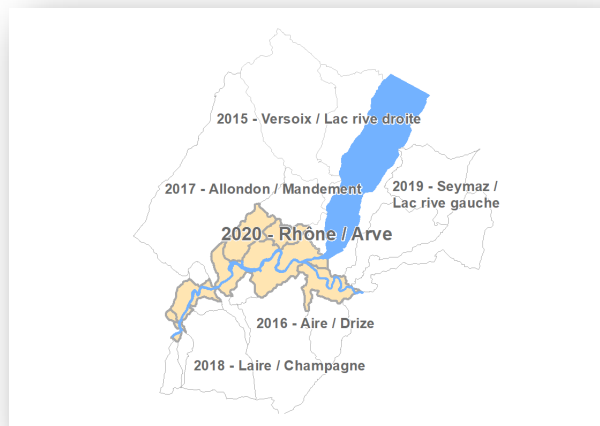 2015 - Versoix / Lac rive droite
2017 - Allondon / Mandement
2019 - Seymaz /
Lac rive gauche
2020 - Rhône / Arve
2016 - Aire / Drize
2018 - Laire / Champagne